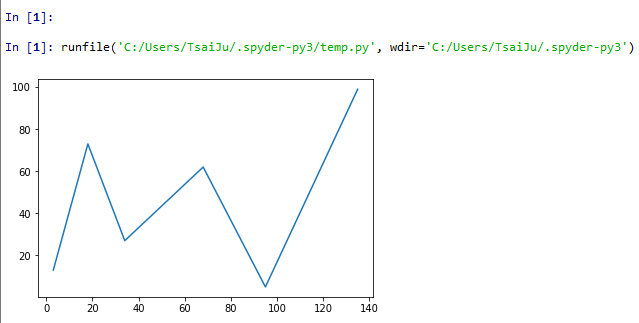 In [1]:
In [1]: runfile('C:/Users/TsaiJu/.spyder-py3/temp.py', wdir='C:/Users/TsaiJu/.spyder-py3')
100
80
60
40
20
0 20 40 60 80 100 120 140